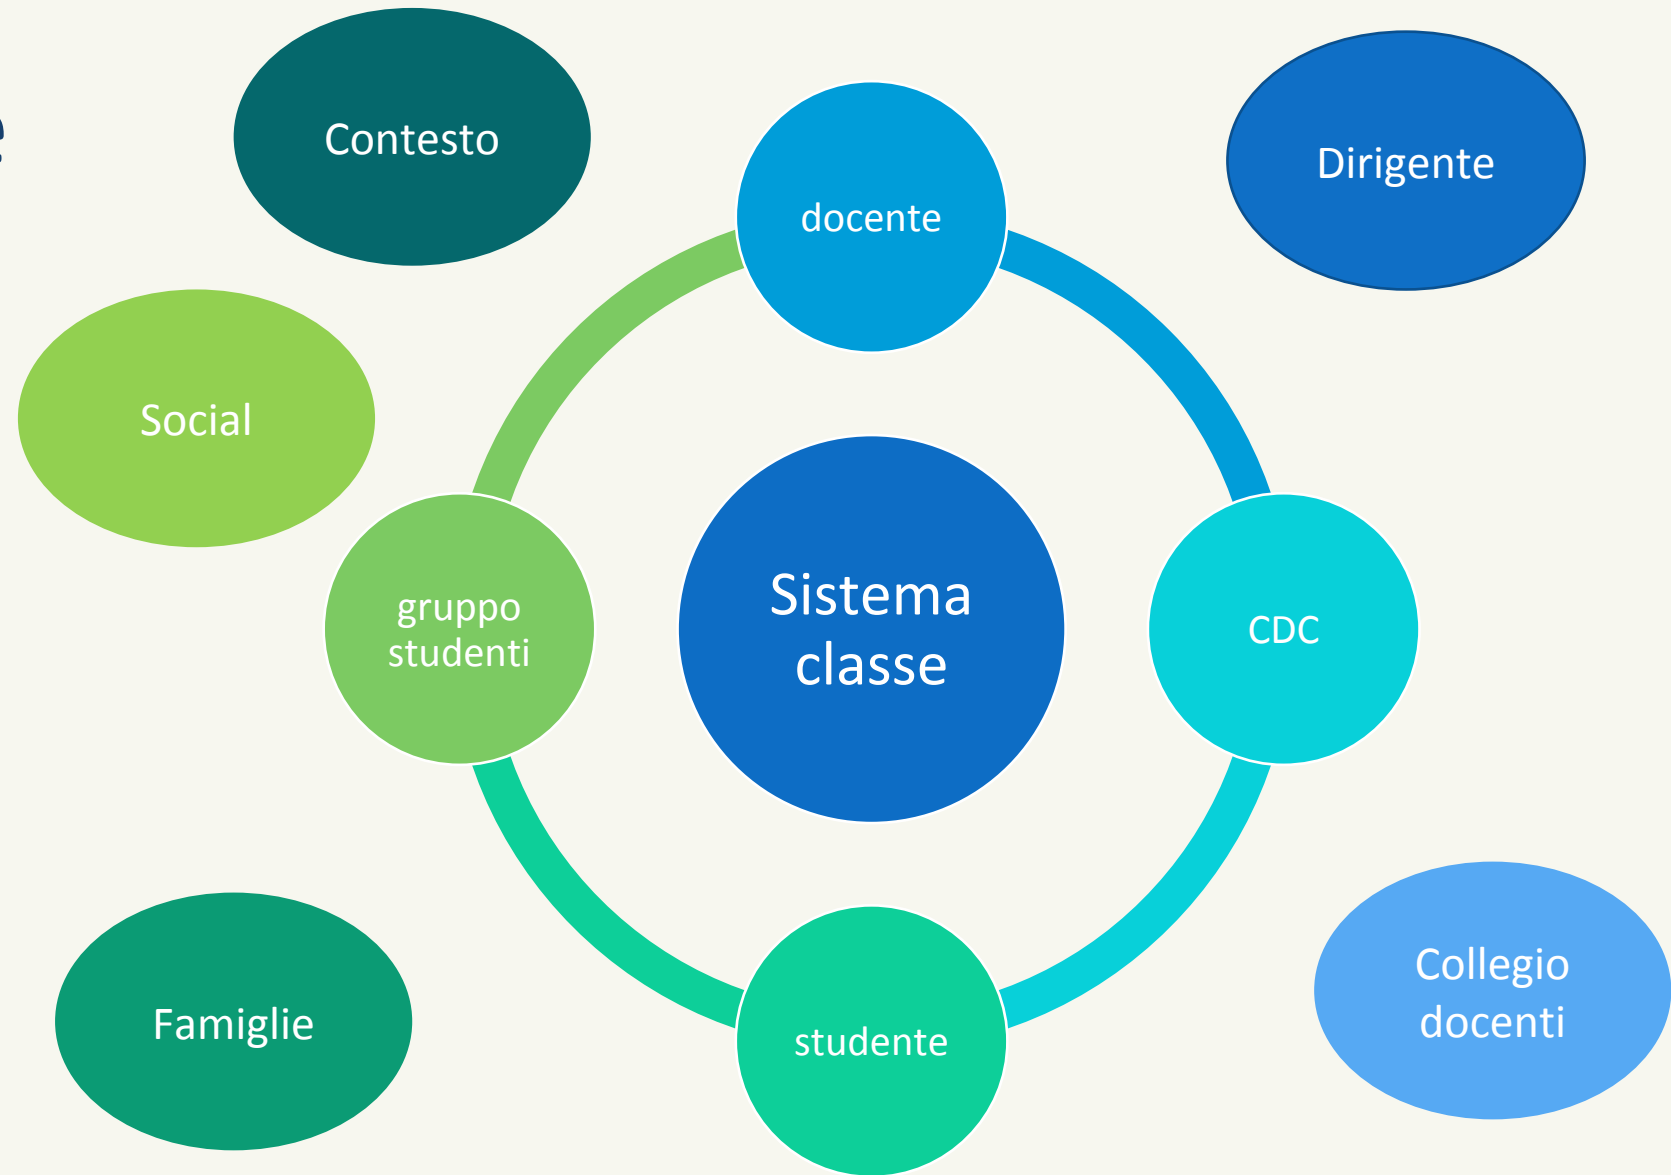 Contesto
Dirigente
docente
Social
gruppo
studenti
Sistema
classe
CDC
Famiglie
studente
Collegio
docenti